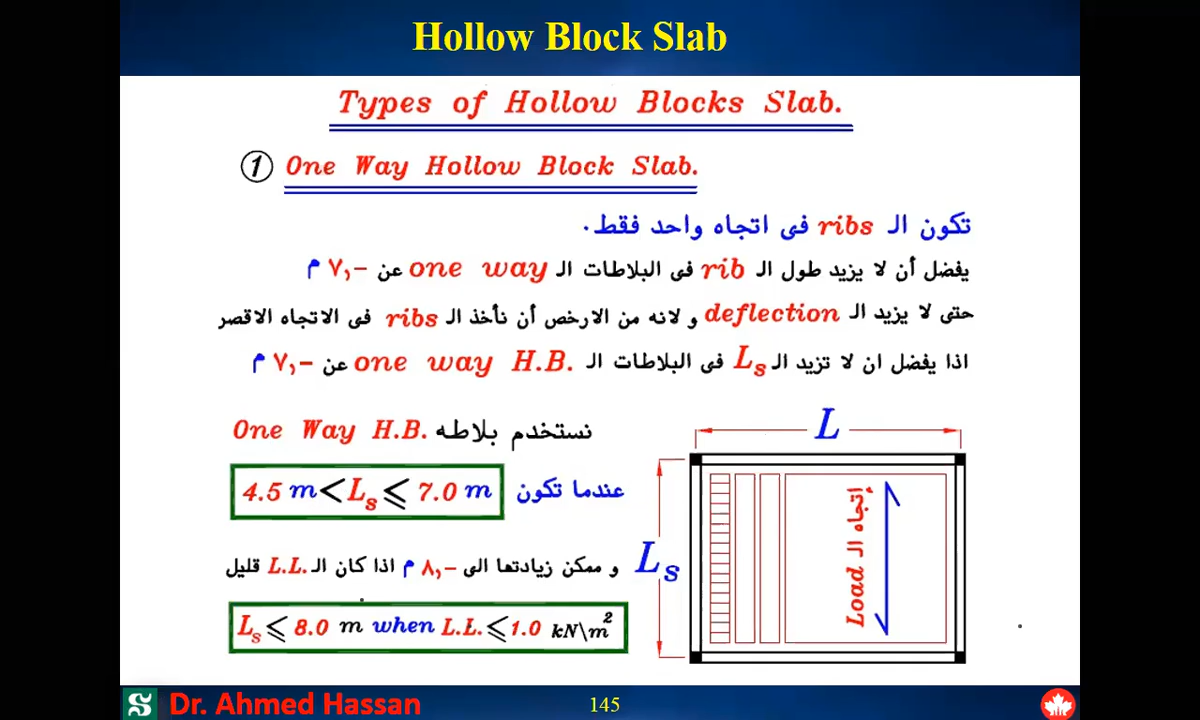 Hollow Block Slab
Types of Hollow Blocks Slab.
① One Way Hollow Block Slab.
تكون الـ ribs فى اتجاه واحد فقط.
يفضل أن لا يزيد طول الـ rib فى البلاطات الـ one way عن ٧,- م
حتى لا يزيد الـ deflection و لانه من الارخص أن نأخذ الـ ribs فى الاتجاه الاقصر
اذا يفضل ان لا تزيد الـ Ls فى البلاطات الـ one way H.B. عن ٧,- م
نستخدم بلاطه One Way H.B.
عندما تكون 4.5 m < Ls ⩽ 7.0 m
و ممكن زيادتها الى ٨,- م اذا كان الـ L.L. قليل
Ls ⩽ 8.0 m when L.L. ⩽ 1.0 kN\m²
L
Ls
إتجاه الـ Load
Dr. Ahmed Hassan
145